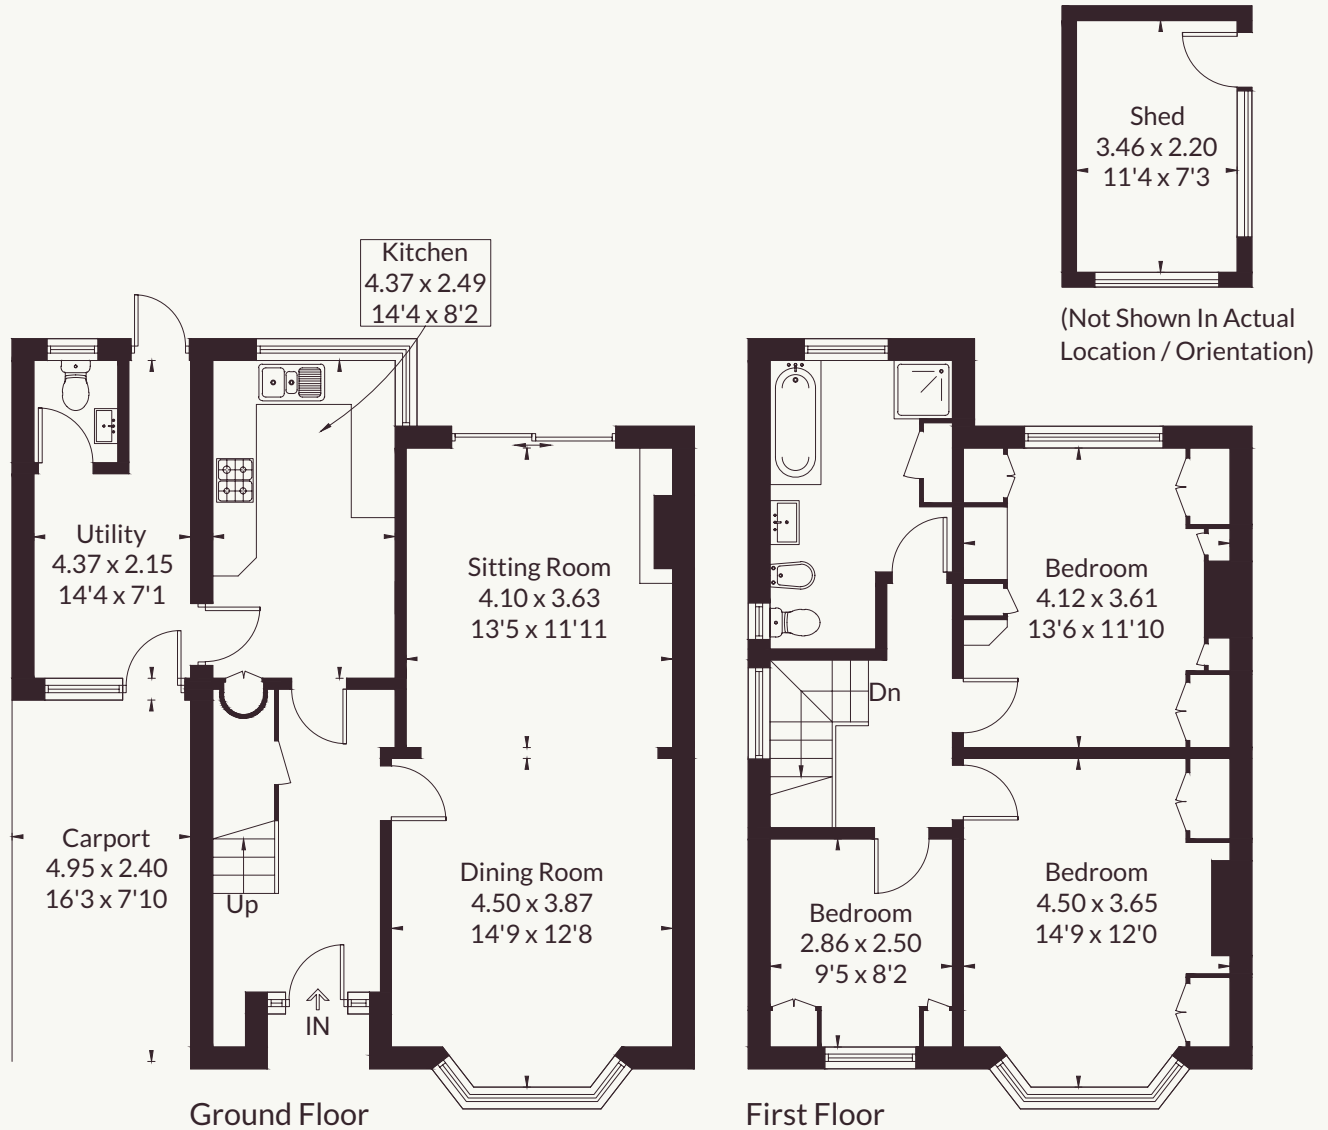 Shed
3.46 x 2.20
11'4 x 7'3
(Not Shown In Actual
Location / Orientation)
Kitchen
4.37 x 2.49
14'4 x 8'2
Utility
4.37 x 2.15
14'4 x 7'1
Sitting Room
4.10 x 3.63
13'5 x 11'11
Carport
4.95 x 2.40
16'3 x 7'10
Up
Dining Room
4.50 x 3.87
14'9 x 12'8
IN
Ground Floor
Bedroom
4.12 x 3.61
13'6 x 11'10
Dn
Bedroom
4.50 x 3.65
14'9 x 12'0
Bedroom
2.86 x 2.50
9'5 x 8'2
First Floor